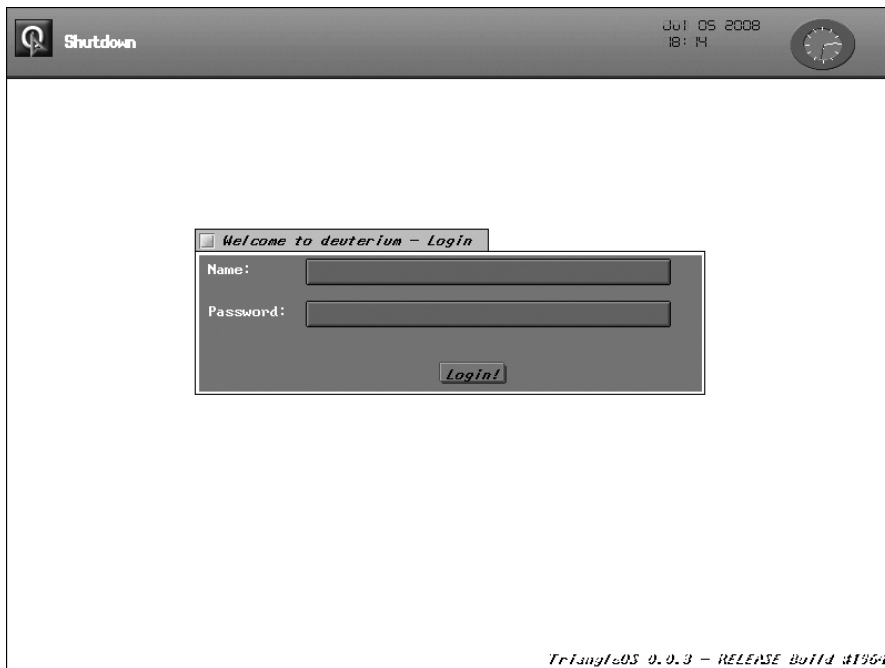 Shutdown
Jul 05 2008
18:14
Welcome to deuterium - Login
Name:
Password:
Login!
TriangleOS 0.0.3 - RELEASE Build #1964